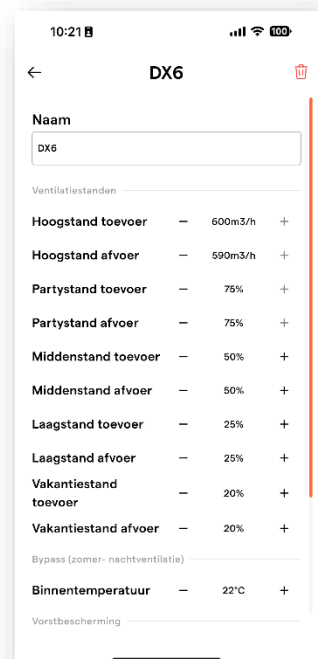 10:21 100
DX6
Naam
DX6
Ventilatiestanden
Hoogstand toevoer − 600m3/h +
Hoogstand afvoer − 590m3/h +
Partystand toevoer − 75% +
Partystand afvoer − 75% +
Middenstand toevoer − 50% +
Middenstand afvoer − 50% +
Laagstand toevoer − 25% +
Laagstand afvoer − 25% +
Vakantiestand
toevoer − 20% +
Vakantiestand afvoer − 20% +
Bypass (zomer- nachtventilatie)
Binnentemperatuur − 22°C +
Vorstbescherming